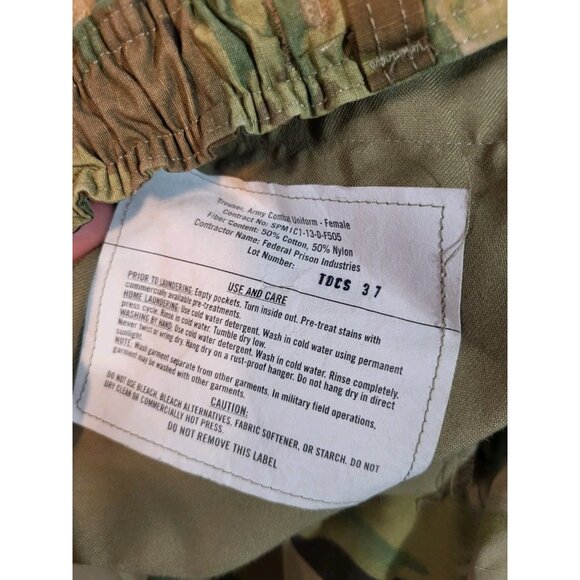 Trouser, Army Combat Uniform - Female
Contract No: SPM1C1-13-D-F505
Fiber Content: 50% Cotton, 50% Nylon
Contractor Name: Federal Prison Industries
Lot Number: TDCS 37
USE AND CARE
PRIOR TO LAUNDERING: Empty pockets. Turn inside out. Pre-treat stains with
commercially available pre-treatments.
HOME LAUNDERING: Use cold water detergent. Wash in cold water using permanent
press cycle. Rinse in cold water. Tumble dry low.
WASHING BY HAND: Use cold water detergent. Wash in cold water. Rinse completely.
Never twist or wring dry. Hang dry on a rust-proof hanger. Do not hang dry in direct
sunlight.
NOTE: Wash garment separate from other garments. In military field operations,
garment may be washed with other garments.
CAUTION:
DO NOT USE BLEACH, BLEACH ALTERNATIVES, FABRIC SOFTENER, OR STARCH. DO NOT
DRY CLEAN OR COMMERCIALLY HOT PRESS.
DO NOT REMOVE THIS LABEL